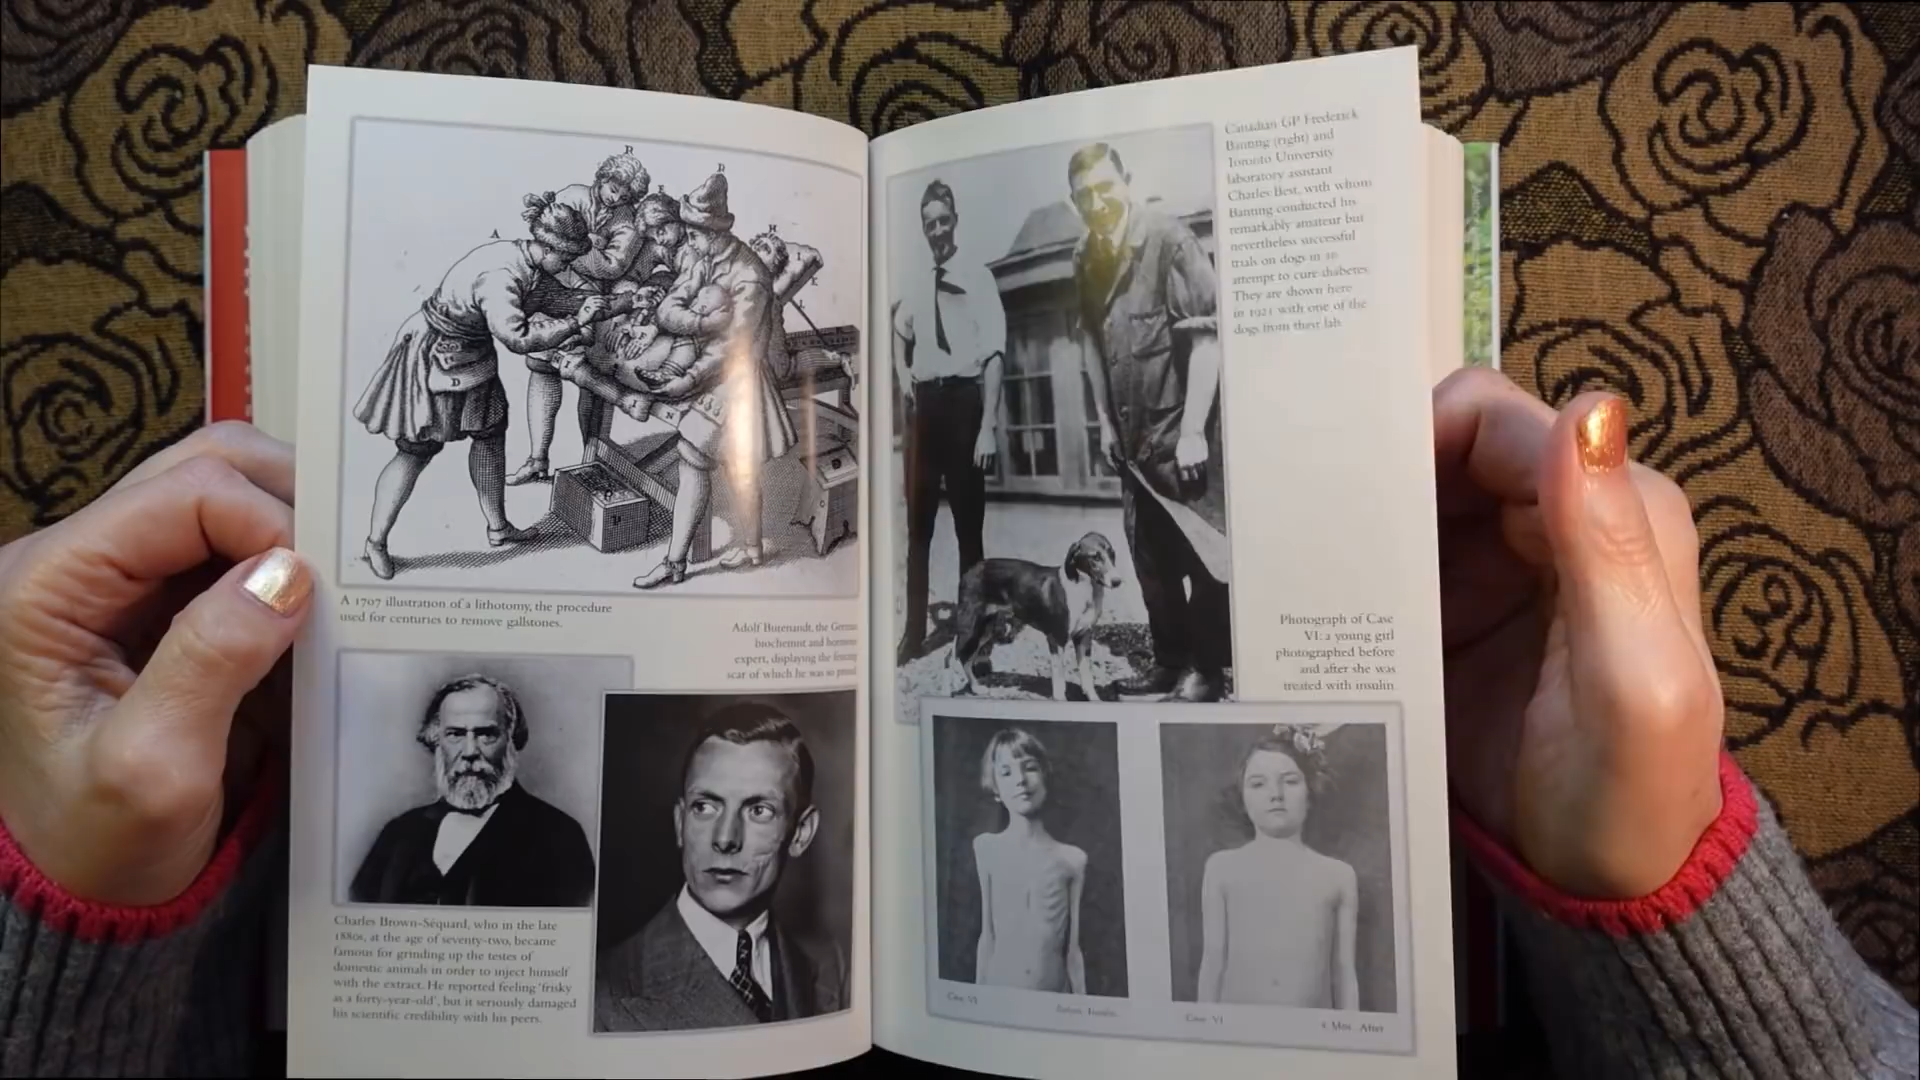 A 1707 illustration of a lithotomy, the procedure
used for centuries to remove gallstones.
Adolf Butenandt, the German
biochemist and hormone
expert, displaying the fencing
scar of which he was so proud
Charles Brown-Séquard, who in the late
1880s, at the age of seventy-two, became
famous for grinding up the testes of
domestic animals in order to inject himself
with the extract. He reported feeling 'frisky
as a forty-year-old', but it seriously damaged
his scientific credibility with his peers.
Canadian GP Frederick
Banting (right) and
Toronto University
laboratory assistant
Charles Best, with whom
Banting conducted his
remarkably amateur but
nevertheless successful
trials on dogs in
attempt to cure diabetes.
They are shown here
in 1921 with one of the
dogs from their lab.
Photograph of Case
VI: a young girl
photographed before
and after she was
treated with insulin
Case VI
Before Insulin.
Case VI
4 Mos. After